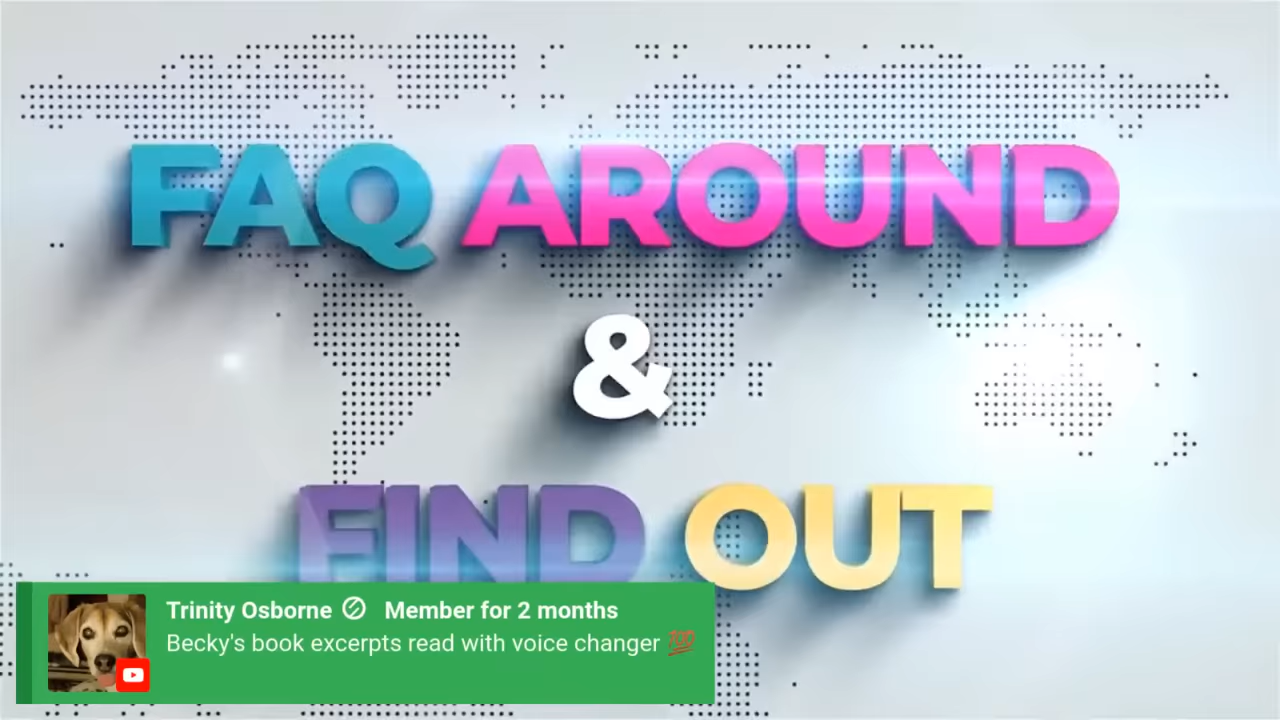 FAQ AROUND
&
FIND OUT
Trinity Osborne Member for 2 months
Becky's book excerpts read with voice changer 💯